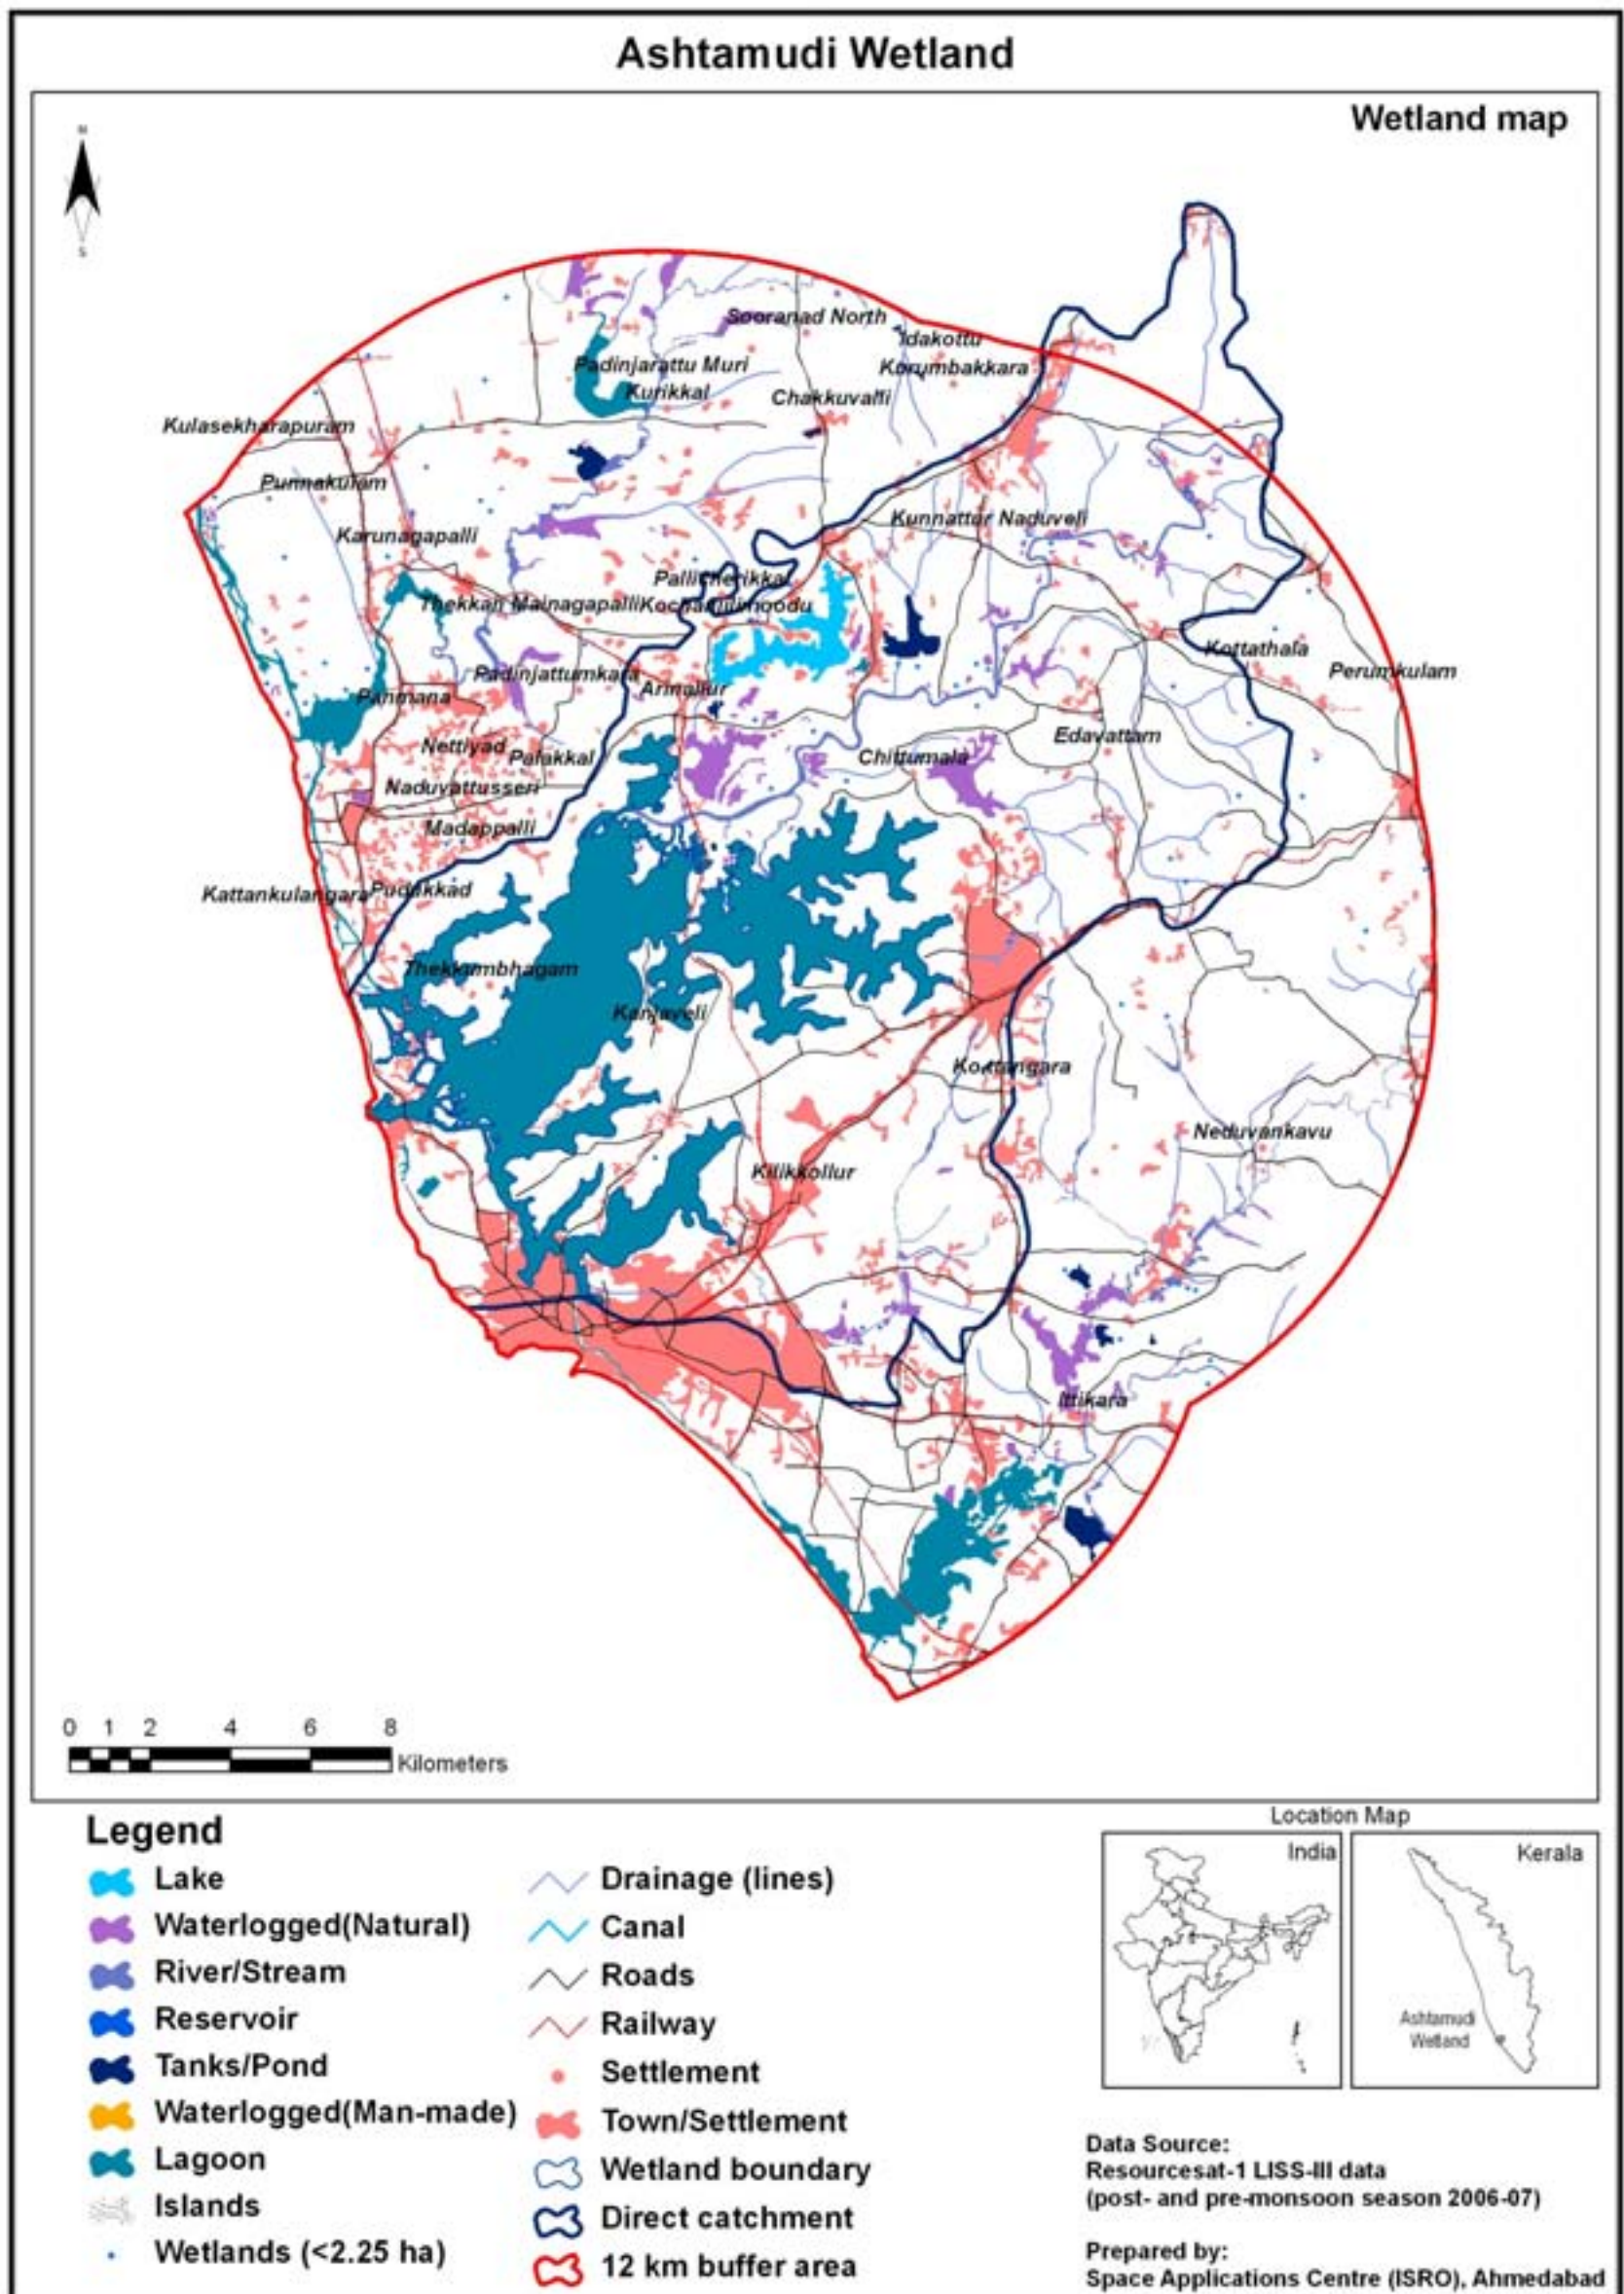 Ashtamudi Wetland
Wetland map
N
S
Sooranad North
Idakottu
Padinjarattu Muri
Korumbakkara
Kurikkal
Chakkuvalli
Kulasekharapuram
Punnakulam
Kunnattur Naduveli
Karunagapalli
Pallicherikkal
Thekkan Mainagapalli
Kottathala
Padinjattumkara
Perumkulam
Arinallur
Panmana
Edavattam
Nettiyad
Palakkal
Chittumala
Naduvattusseri
Madappalli
Kattankulangara
Pudukkad
Thekkumbhagam
Kanjaveli
Kottangara
Neduvankavu
Kilikkollur
Ittikara
0 1 2 4 6 8
Kilometers
Legend
Lake
Waterlogged(Natural)
River/Stream
Reservoir
Tanks/Pond
Waterlogged(Man-made)
Lagoon
Islands
Wetlands (<2.25 ha)
Drainage (lines)
Canal
Roads
Railway
Settlement
Town/Settlement
Wetland boundary
Direct catchment
12 km buffer area
Location Map
India
Kerala
Ashtamudi
Wetland
Data Source:
Resourcesat-1 LISS-III data
(post- and pre-monsoon season 2006-07)
Prepared by:
Space Applications Centre (ISRO), Ahmedabad